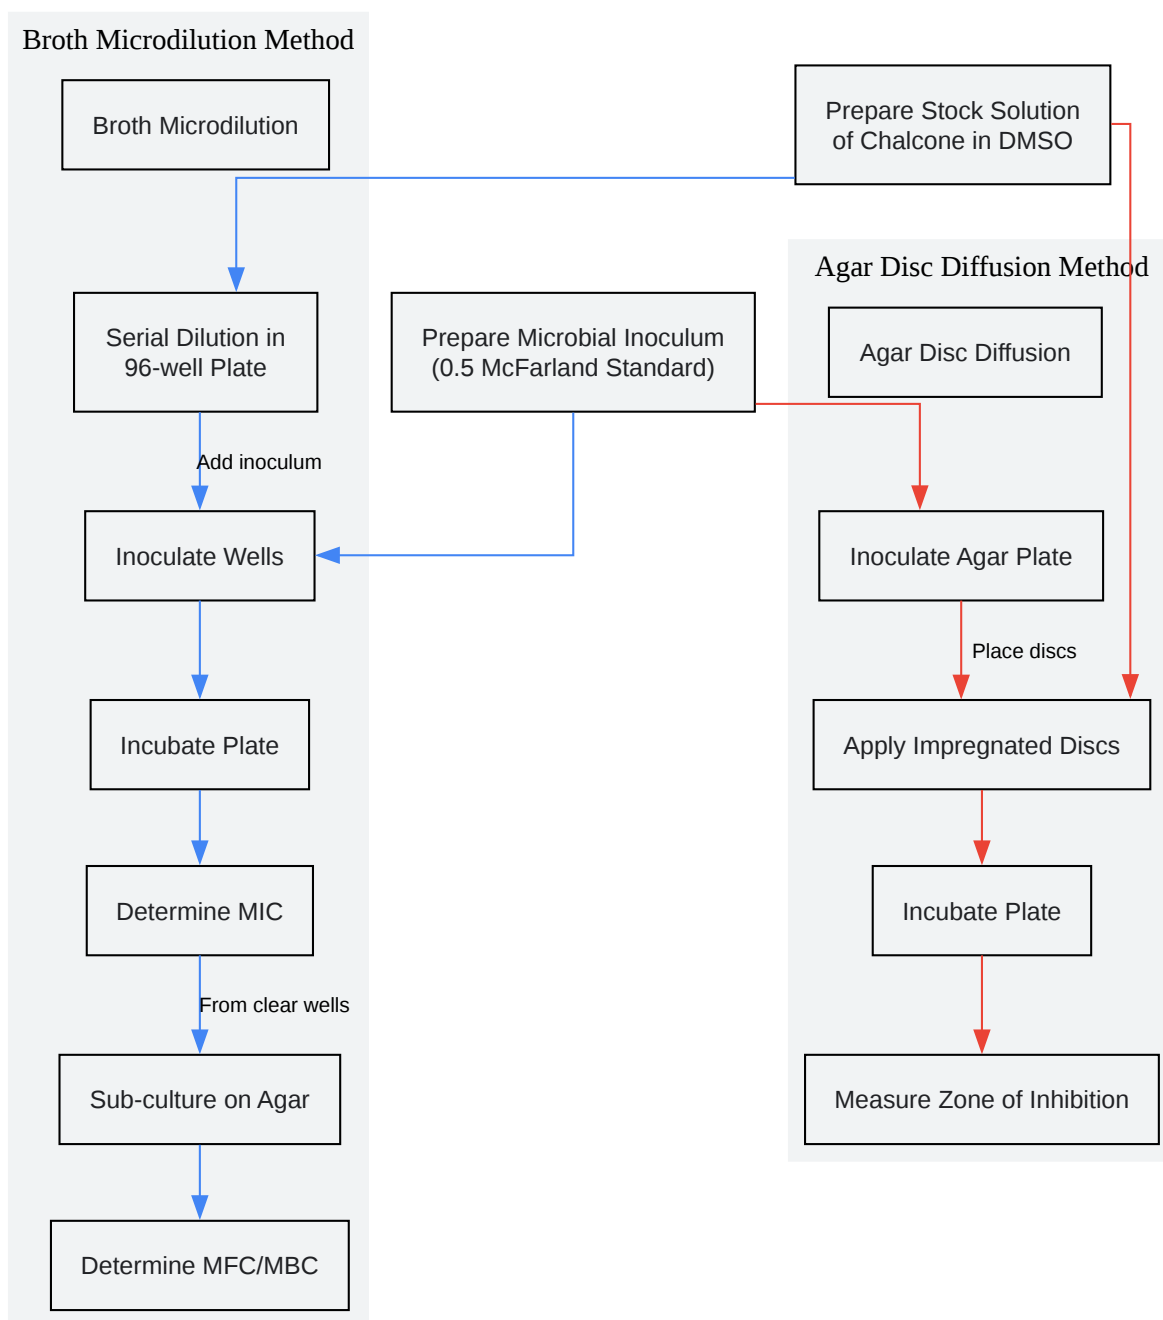 Broth Microdilution Method
Broth Microdilution
Prepare Stock Solution
of Chalcone in DMSO
Agar Disc Diffusion Method
Serial Dilution in
96-well Plate
Prepare Microbial Inoculum
(0.5 McFarland Standard)
Agar Disc Diffusion
Add inoculum
Inoculate Wells
Inoculate Agar Plate
Place discs
Incubate Plate
Apply Impregnated Discs
Determine MIC
Incubate Plate
From clear wells
Sub-culture on Agar
Measure Zone of Inhibition
Determine MFC/MBC